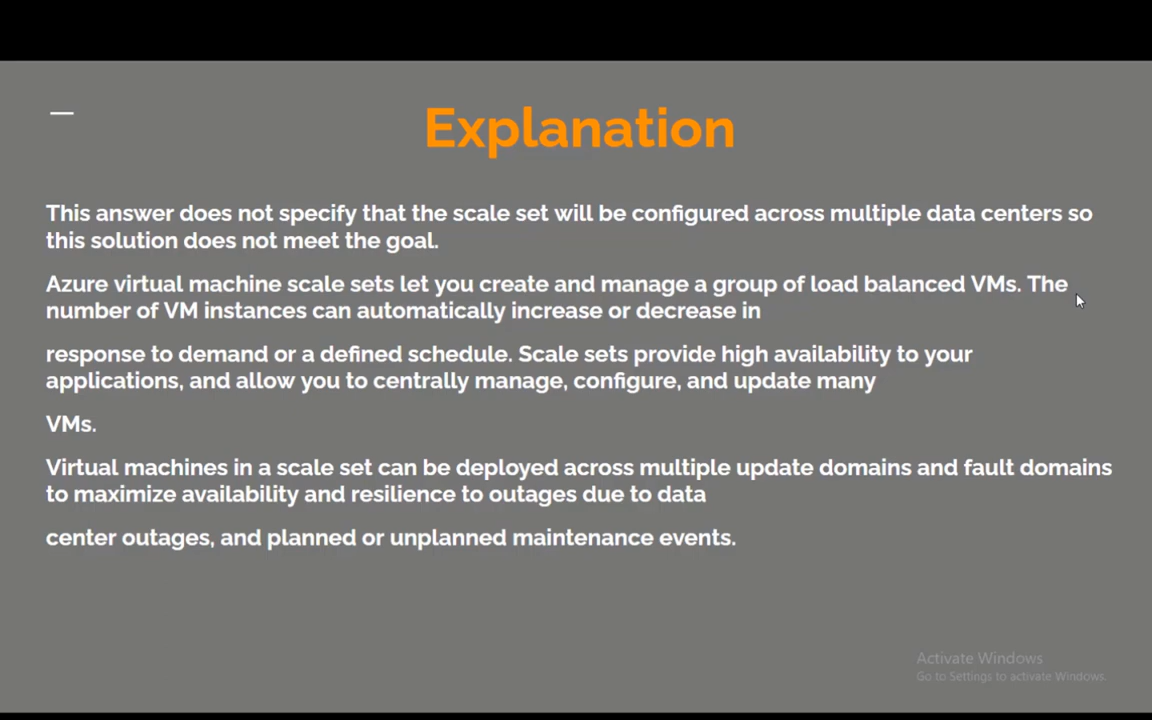 Explanation
This answer does not specify that the scale set will be configured across multiple data centers so
this solution does not meet the goal.
Azure virtual machine scale sets let you create and manage a group of load balanced VMs. The
number of VM instances can automatically increase or decrease in
response to demand or a defined schedule. Scale sets provide high availability to your
applications, and allow you to centrally manage, configure, and update many
VMs.
Virtual machines in a scale set can be deployed across multiple update domains and fault domains
to maximize availability and resilience to outages due to data
center outages, and planned or unplanned maintenance events.
Activate Windows
Go to Settings to activate Windows.